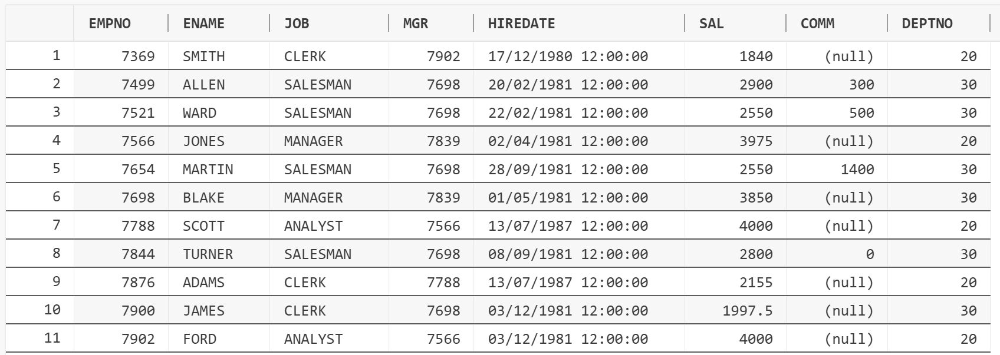 EMPNO ENAME JOB MGR HIREDATE SAL COMM DEPTNO
1 7369 SMITH CLERK 7902 17/12/1980 12:00:00 1840 (null) 20
2 7499 ALLEN SALESMAN 7698 20/02/1981 12:00:00 2900 300 30
3 7521 WARD SALESMAN 7698 22/02/1981 12:00:00 2550 500 30
4 7566 JONES MANAGER 7839 02/04/1981 12:00:00 3975 (null) 20
5 7654 MARTIN SALESMAN 7698 28/09/1981 12:00:00 2550 1400 30
6 7698 BLAKE MANAGER 7839 01/05/1981 12:00:00 3850 (null) 30
7 7788 SCOTT ANALYST 7566 13/07/1987 12:00:00 4000 (null) 20
8 7844 TURNER SALESMAN 7698 08/09/1981 12:00:00 2800 0 30
9 7876 ADAMS CLERK 7788 13/07/1987 12:00:00 2155 (null) 20
10 7900 JAMES CLERK 7698 03/12/1981 12:00:00 1997.5 (null) 30
11 7902 FORD ANALYST 7566 03/12/1981 12:00:00 4000 (null) 20